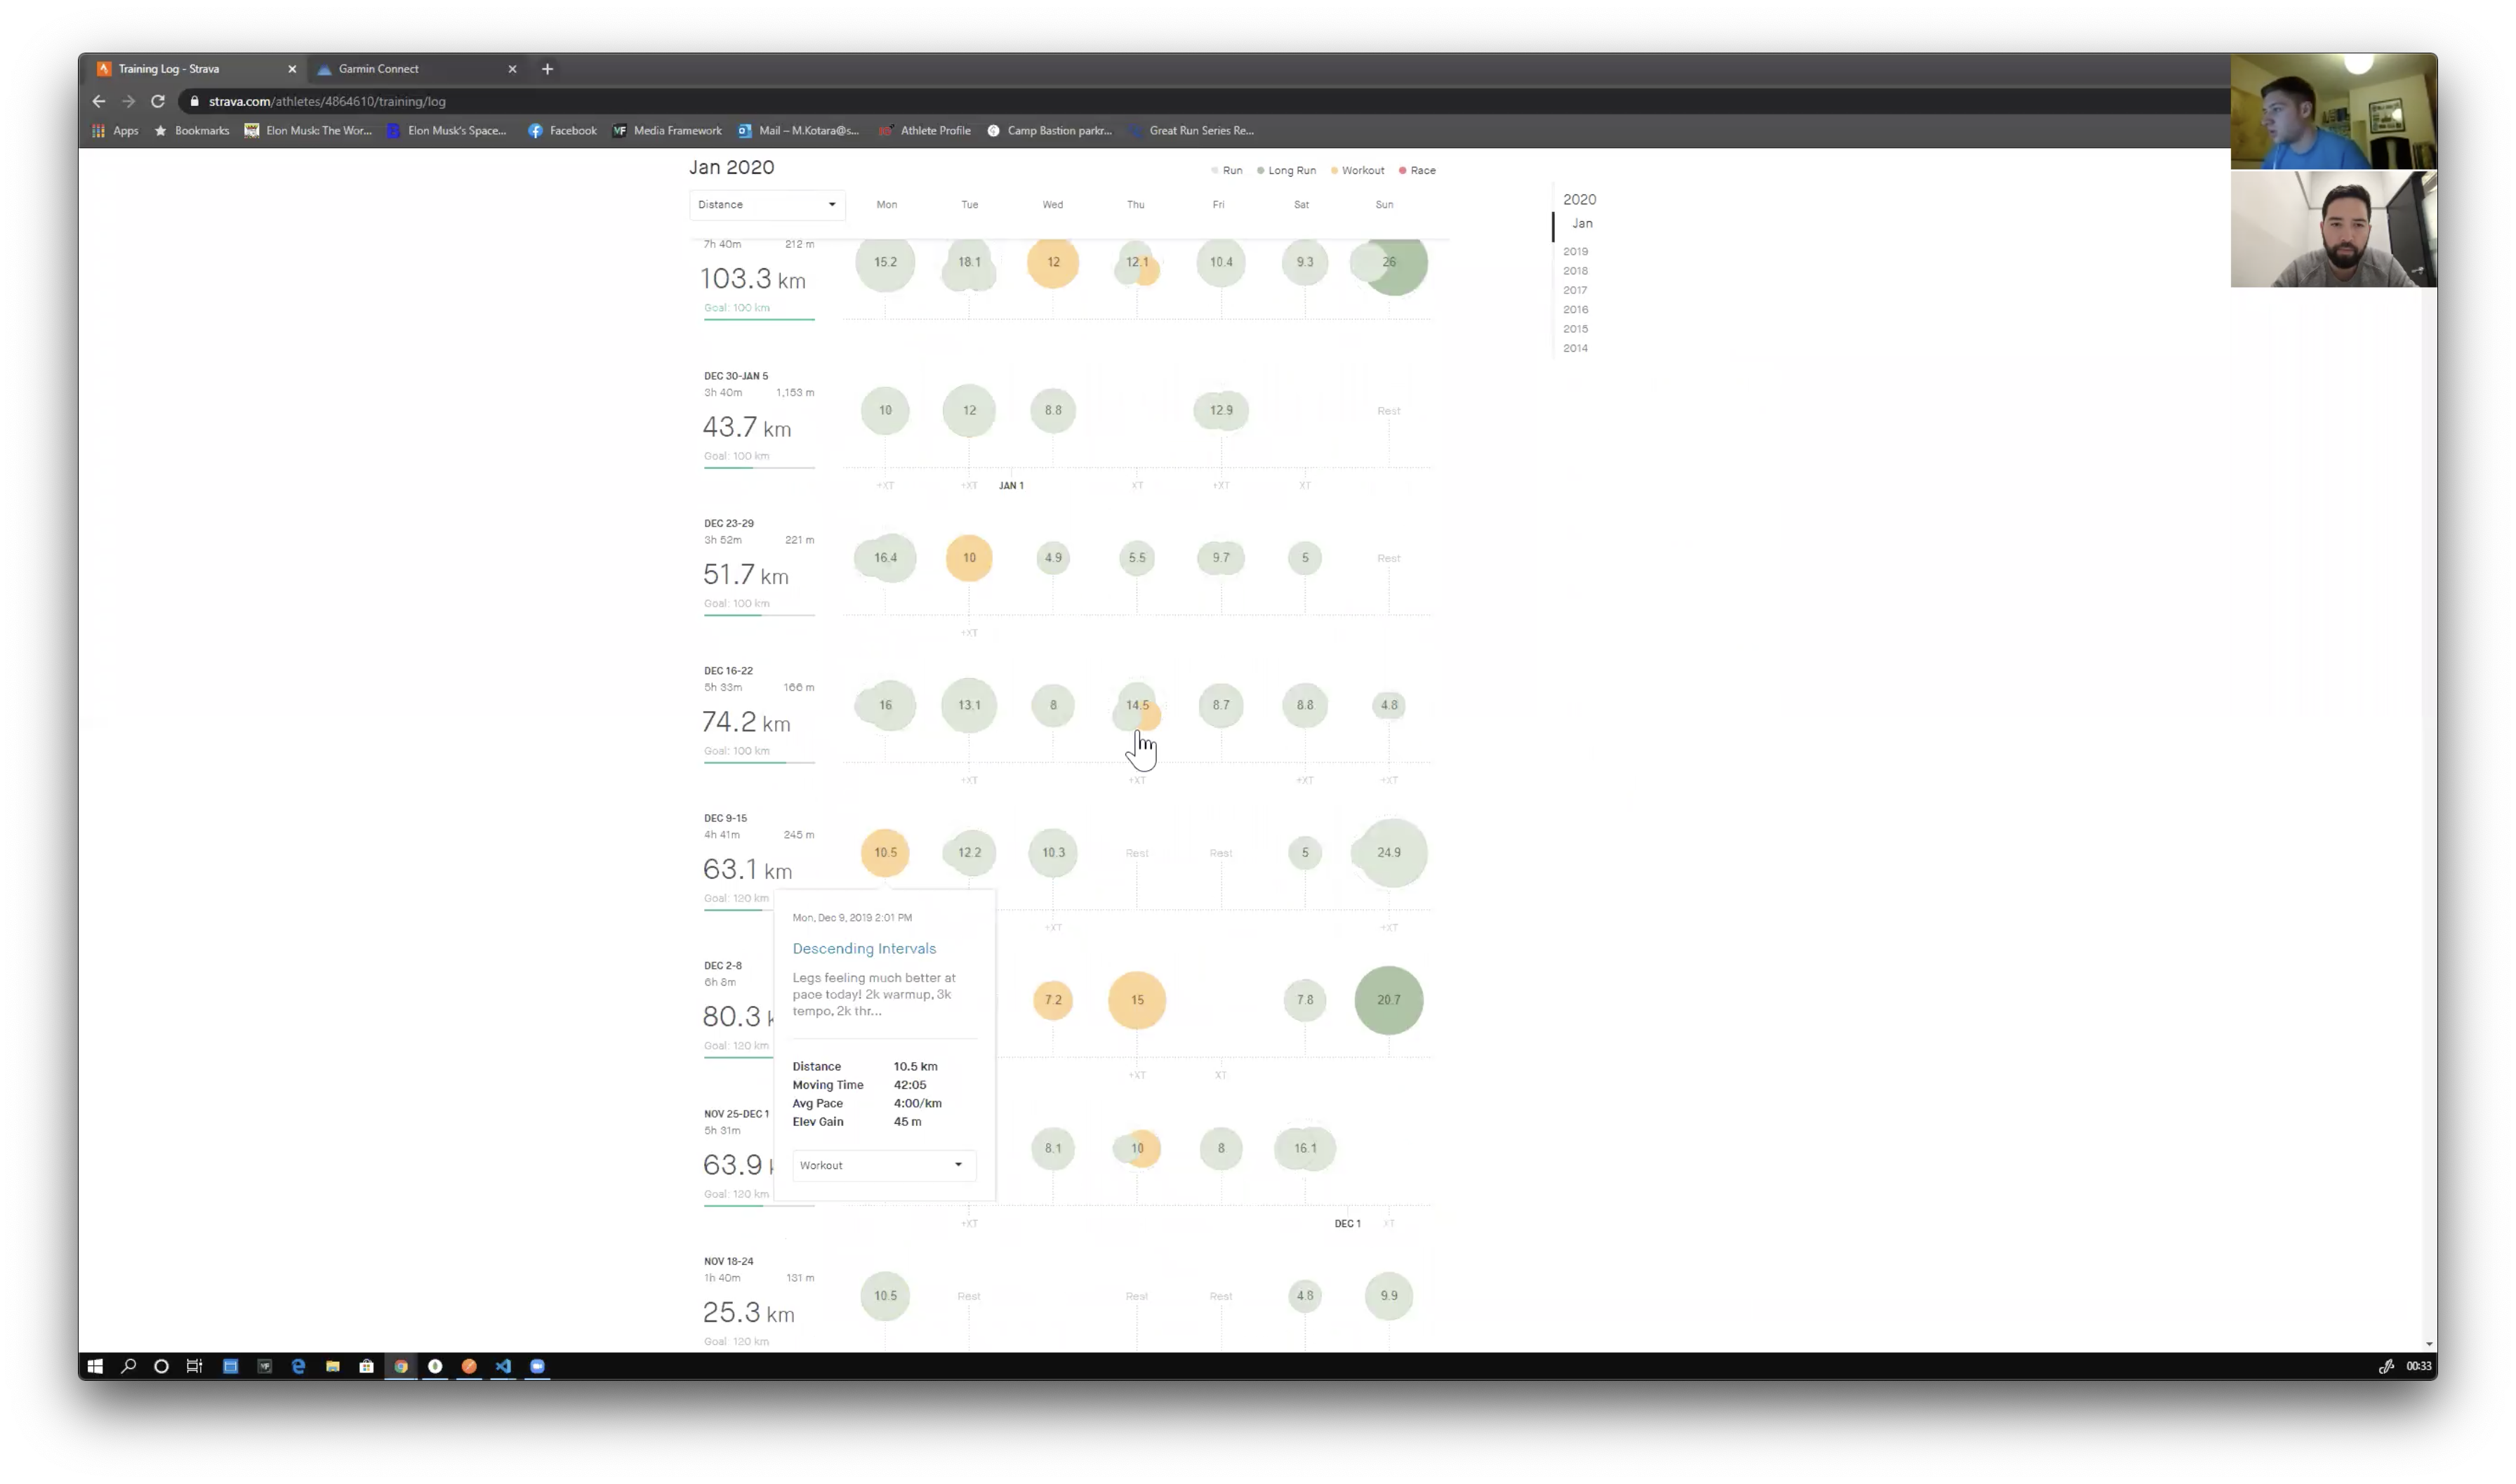 Training Log - Strava
Garmin Connect
strava.com/athletes/4864610/training/log
Apps Bookmarks Elon Musk: The Wor... Elon Musk's Space... Facebook Media Framework Mail – M.Kotara@s... Athlete Profile Camp Bastion parkr... Great Run Series Re...
Jan 2020
Run Long Run Workout Race
Distance Mon Tue Wed Thu Fri Sat Sun
2020
Jan
2019
2018
2017
2016
2015
2014
7h 40m 212 m
103.3 km
Goal: 100 km
15.2 18.1 12 12.1 10.4 9.3 26
DEC 30-JAN 5
3h 40m 1,153 m
43.7 km
Goal: 100 km
10 12 8.8 12.9 Rest
+XT +XT JAN 1 XT +XT XT
DEC 23-29
3h 52m 221 m
51.7 km
Goal: 100 km
16.4 10 4.9 5.5 9.7 5 Rest
+XT
DEC 16-22
5h 33m 166 m
74.2 km
Goal: 100 km
16 13.1 8 14.5 8.7 8.8 4.8
+XT +XT +XT +XT
DEC 9-15
4h 41m 245 m
63.1 km
Goal: 120 km
10.5 12.2 10.3 Rest Rest 5 24.9
+XT +XT
Mon, Dec 9, 2019 2:01 PM
Descending Intervals
Legs feeling much better at
pace today! 2k warmup, 3k
tempo, 2k thr...
Distance 10.5 km
Moving Time 42:05
Avg Pace 4:00/km
Elev Gain 45 m
Workout
DEC 2-8
6h 8m
80.3 k
Goal: 120 km
7.2 15 7.8 20.7
+XT XT
NOV 25-DEC 1
5h 31m
63.9
Goal: 120 km
8.1 10 8 16.1
+XT DEC 1 XT
NOV 18-24
1h 40m 131 m
25.3 km
Goal: 120 km
10.5 Rest Rest Rest 4.8 9.9
00:33